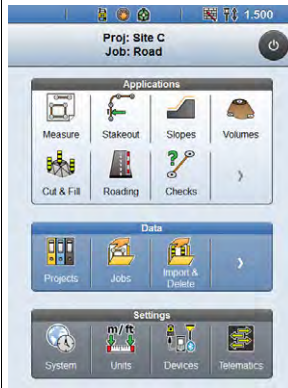 1.500
Proj: Site C
Job: Road
Applications
Measure Stakeout Slopes Volumes
Cut & Fill Roading Checks
Data
Projects Jobs Import & Delete
Settings
m/ft
System Units Devices Telematics